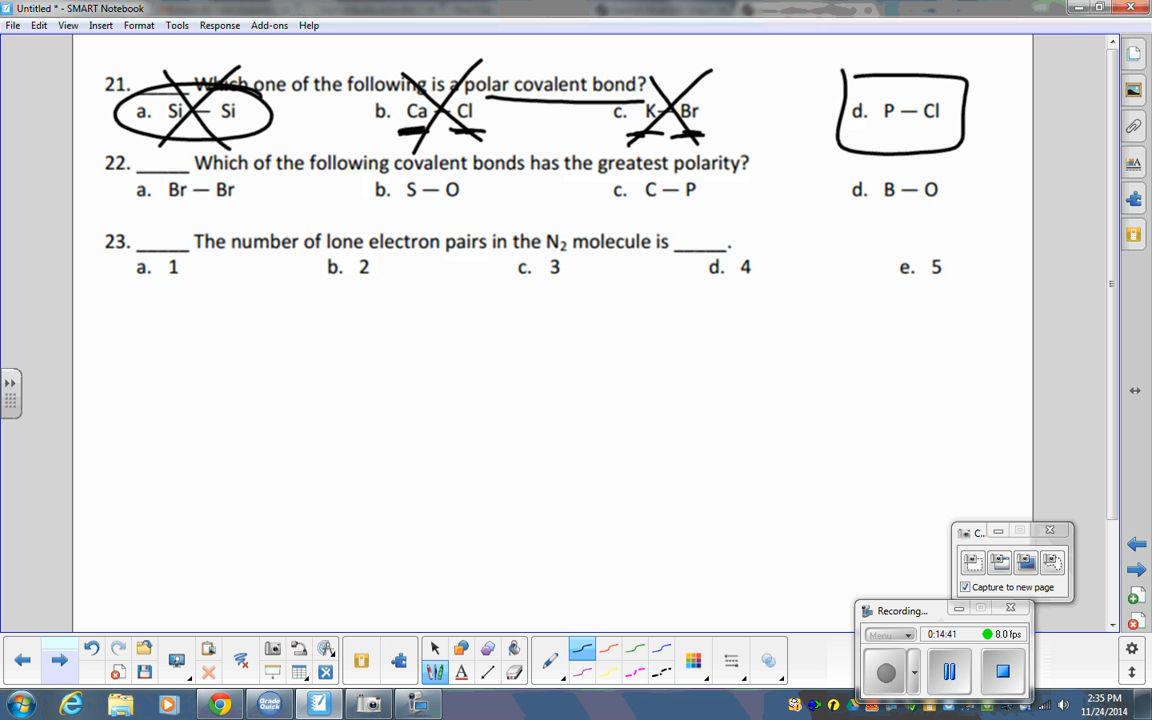 Untitled * - SMART Notebook
File Edit View Insert Format Tools Response Add-ons Help
21. _____ Which one of the following is a polar covalent bond?
a. Si — Si b. Ca — Cl c. K — Br d. P — Cl
22. _____ Which of the following covalent bonds has the greatest polarity?
a. Br — Br b. S — O c. C — P d. B — O
23. _____ The number of lone electron pairs in the N₂ molecule is _____.
a. 1 b. 2 c. 3 d. 4 e. 5
C...
Capture to new page
Recording...
Menu 0:14:41 8.0 fps
Grade Quick
2:35 PM
11/24/2014